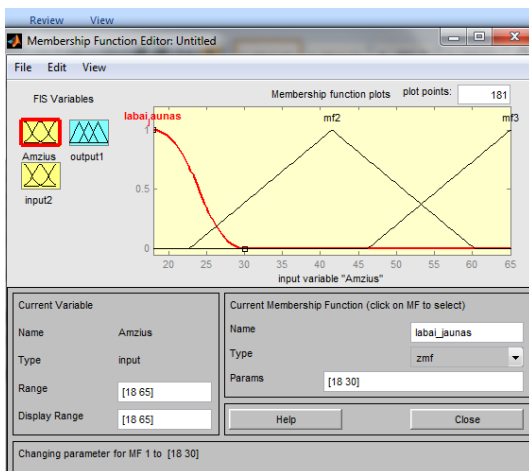 Review View
Membership Function Editor: Untitled
File Edit View
FIS Variables
Membership function plots plot points: 181
labai_jaunas mf2 mf3
Amzius output1
input2
1
0.5
0
20 25 30 35 40 45 50 55 60 65
input variable "Amzius"
Current Variable
Name Amzius
Type input
Range [18 65]
Display Range [18 65]
Current Membership Function (click on MF to select)
Name labai_jaunas
Type zmf
Params [18 30]
Help Close
Changing parameter for MF 1 to [18 30]